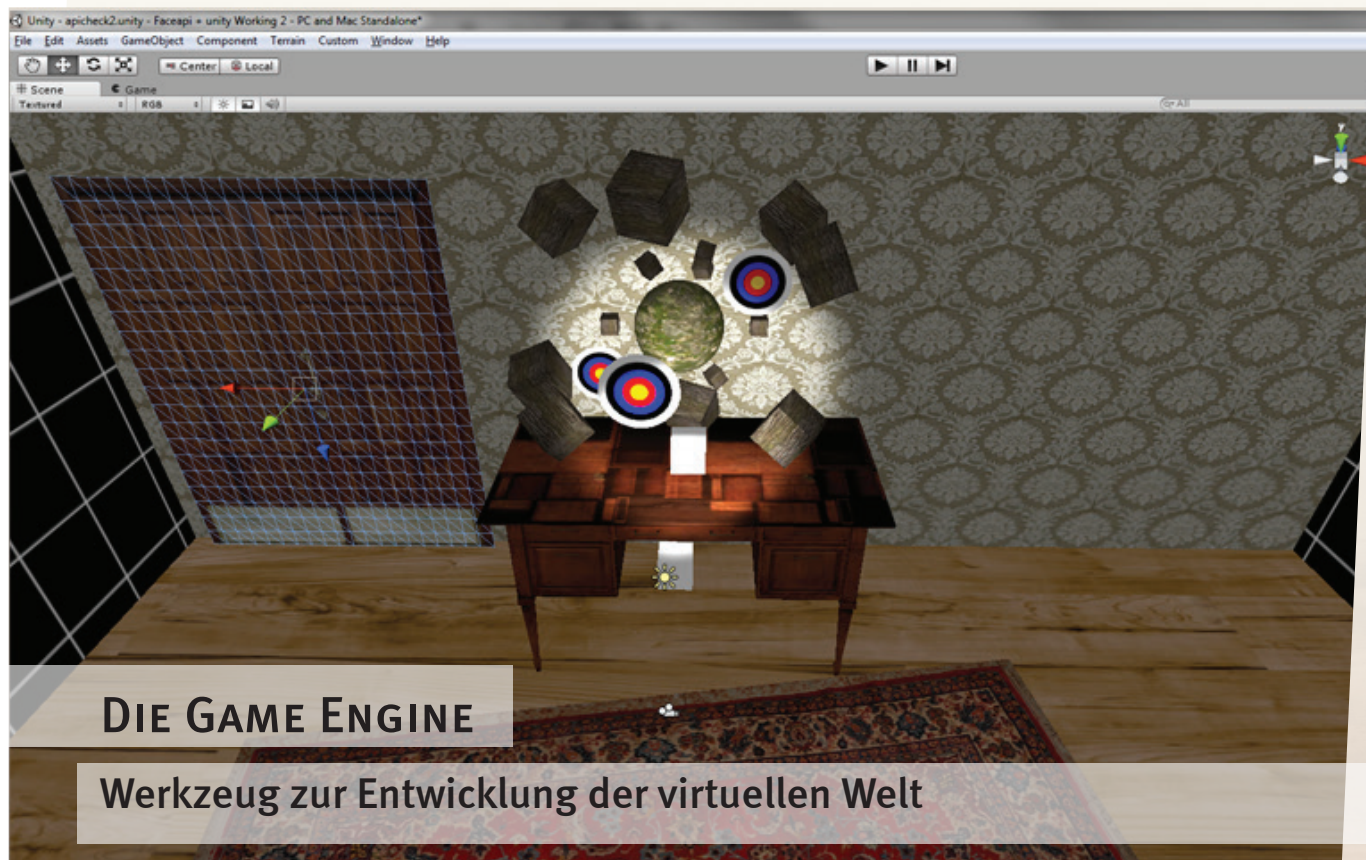 Unity - apicheck2.unity - Faceapi + unity Working 2 - PC and Mac Standalone*
File Edit Assets GameObject Component Terrain Custom Window Help
Center Local
Scene Game
Textured RGB All
y
DIE GAME ENGINE
Werkzeug zur Entwicklung der virtuellen Welt